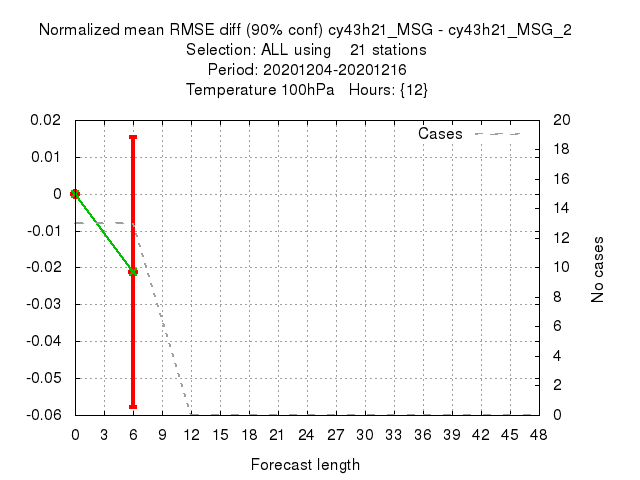 Normalized mean RMSE diff (90% conf) cy43h21_MSG - cy43h21_MSG_2
Selection: ALL using    21 stations
Period: 20201204-20201216
Temperature 100hPa   Hours: {12}
Cases
0.02
0.01
0
-0.01
-0.02
-0.03
-0.04
-0.05
-0.06
20
18
16
14
12
10
8
6
4
2
0
No cases
0 3 6 9 12 15 18 21 24 27 30 33 36 39 42 45 48
Forecast length